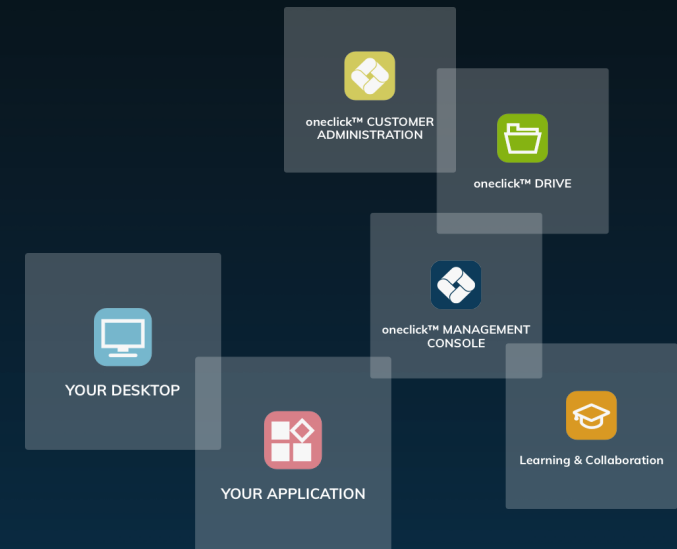 oneclick™ CUSTOMER
ADMINISTRATION
oneclick™ DRIVE
oneclick™ MANAGEMENT
CONSOLE
YOUR DESKTOP
Learning & Collaboration
YOUR APPLICATION